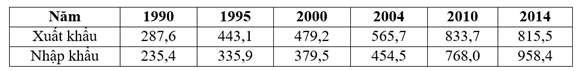 Năm 1990 1995 2000 2004 2010 2014
Xuất khẩu 287,6 443,1 479,2 565,7 833,7 815,5
Nhập khẩu 235,4 335,9 379,5 454,5 768,0 958,4